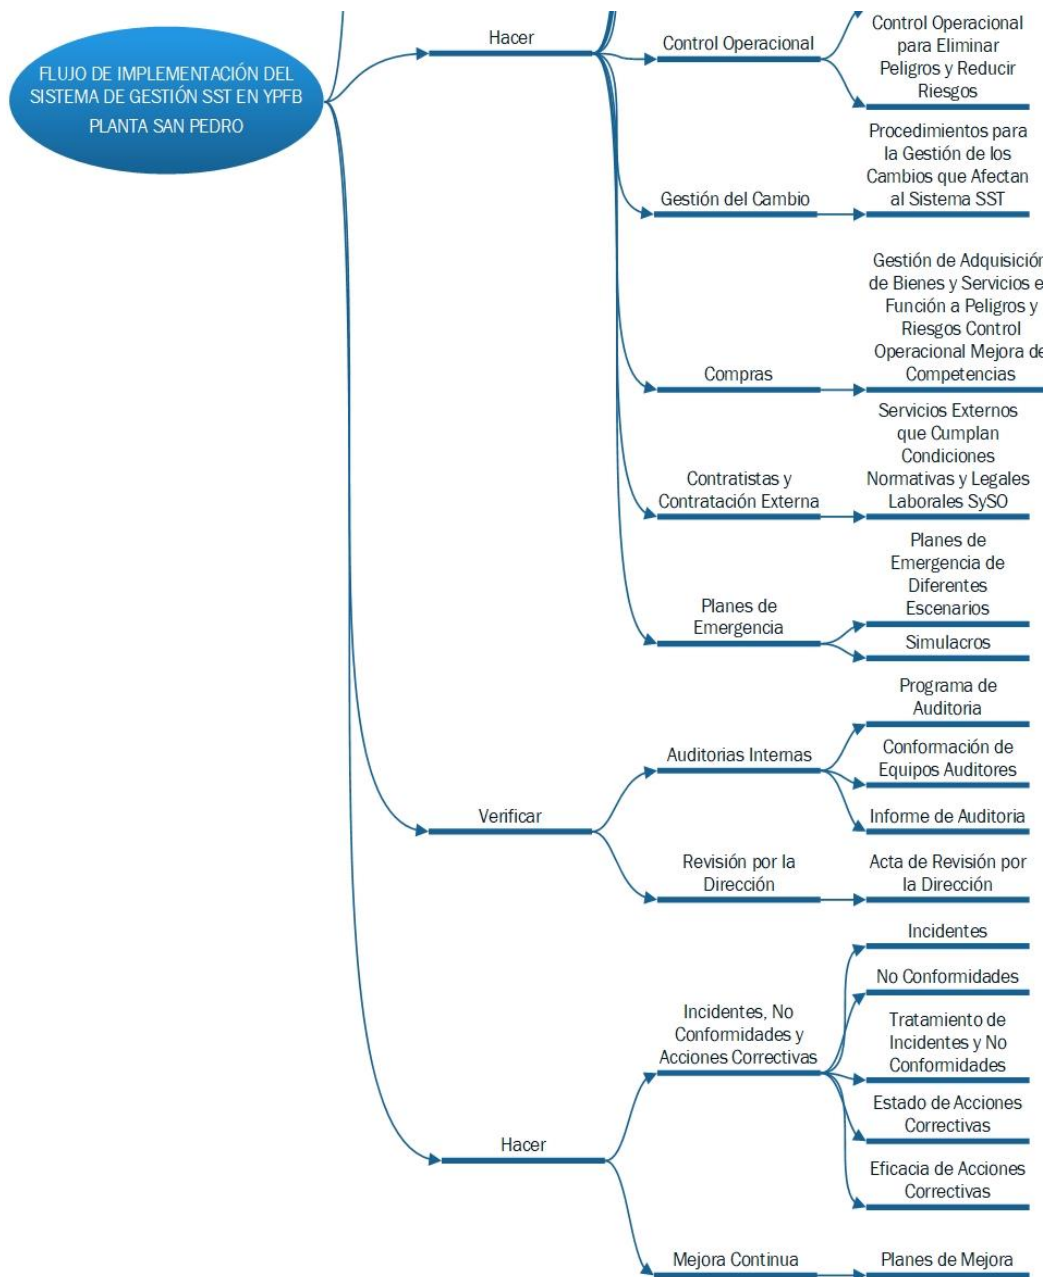 FLUJO DE IMPLEMENTACIÓN DEL
SISTEMA DE GESTIÓN SST EN YPFB
PLANTA SAN PEDRO
Hacer
Control Operacional
Control Operacional
para Eliminar
Peligros y Reducir
Riesgos
Gestión del Cambio
Procedimientos para
la Gestión de los
Cambios que Afectan
al Sistema SST
Compras
Gestión de Adquisición
de Bienes y Servicios e
Función a Peligros y
Riesgos Control
Operacional Mejora de
Competencias
Contratistas y
Contratación Externa
Servicios Externos
que Cumplan
Condiciones
Normativas y Legales
Laborales SySO
Planes de
Emergencia
Planes de
Emergencia de
Diferentes
Escenarios
Simulacros
Verificar
Auditorias Internas
Programa de
Auditoria
Conformación de
Equipos Auditores
Informe de Auditoria
Revisión por la
Dirección
Acta de Revisión por
la Dirección
Hacer
Incidentes, No
Conformidades y
Acciones Correctivas
Incidentes
No Conformidades
Tratamiento de
Incidentes y No
Conformidades
Estado de Acciones
Correctivas
Eficacia de Acciones
Correctivas
Mejora Continua
Planes de Mejora